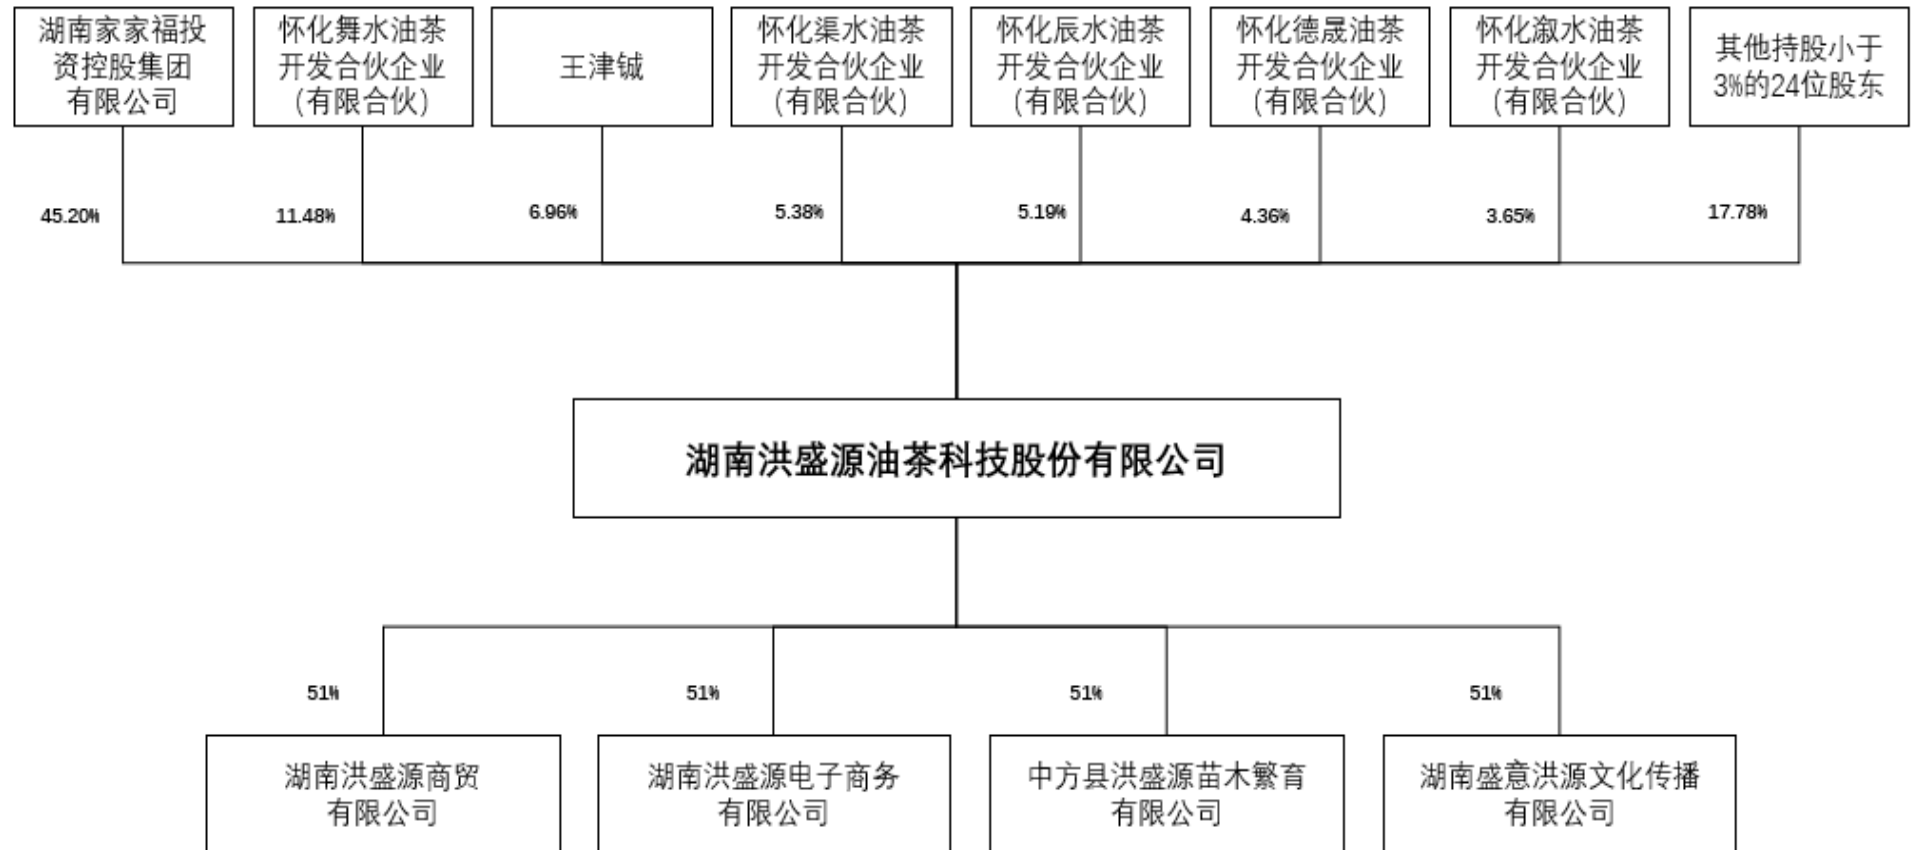 湖南家家福投
资控股集团
有限公司
怀化舞水油茶
开发合伙企业
(有限合伙)
王津铖
怀化渠水油茶
开发合伙企业
(有限合伙)
怀化辰水油茶
开发合伙企业
(有限合伙)
怀化德晟油茶
开发合伙企业
(有限合伙)
怀化溆水油茶
开发合伙企业
(有限合伙)
其他持股小于
3%的24位股东
45.20%
11.48%
6.96%
5.38%
5.19%
4.36%
3.65%
17.78%
湖南洪盛源油茶科技股份有限公司
51%
51%
51%
51%
湖南洪盛源商贸
有限公司
湖南洪盛源电子商务
有限公司
中方县洪盛源苗木繁育
有限公司
湖南盛意洪源文化传播
有限公司